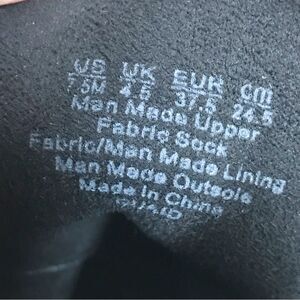 US UK EUR cm
7.5M 4.5 37.5 24.5
Man Made Upper
Fabric Sock
Fabric/Man Made Lining
Man Made Outsole
Made in China